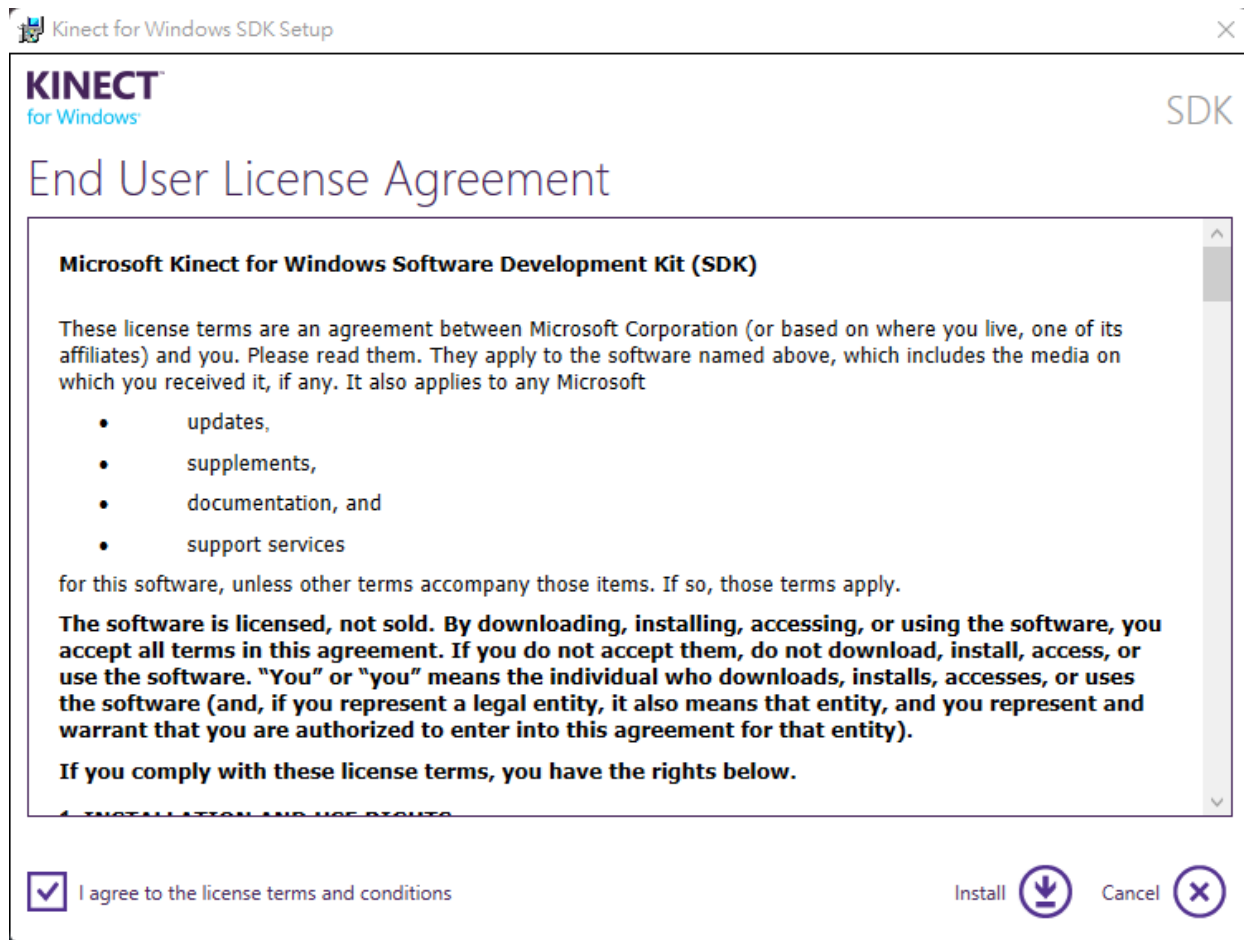 Kinect for Windows SDK Setup
KINECT™
for Windows®
SDK
End User License Agreement
Microsoft Kinect for Windows Software Development Kit (SDK)
These license terms are an agreement between Microsoft Corporation (or based on where you live, one of its
affiliates) and you. Please read them. They apply to the software named above, which includes the media on
which you received it, if any. It also applies to any Microsoft
• updates,
• supplements,
• documentation, and
• support services
for this software, unless other terms accompany those items. If so, those terms apply.
The software is licensed, not sold. By downloading, installing, accessing, or using the software, you
accept all terms in this agreement. If you do not accept them, do not download, install, access, or
use the software. “You” or “you” means the individual who downloads, installs, accesses, or uses
the software (and, if you represent a legal entity, it also means that entity, and you represent and
warrant that you are authorized to enter into this agreement for that entity).
If you comply with these license terms, you have the rights below.
1. INSTALLATION AND USE RIGHTS
I agree to the license terms and conditions
Install
Cancel